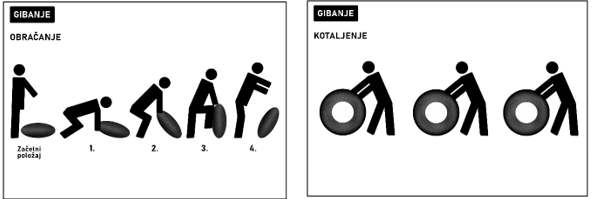 GIBANJE
OBRAČANJE
Začetni
položaj
1.
2.
3.
4.
GIBANJE
KOTALJENJE